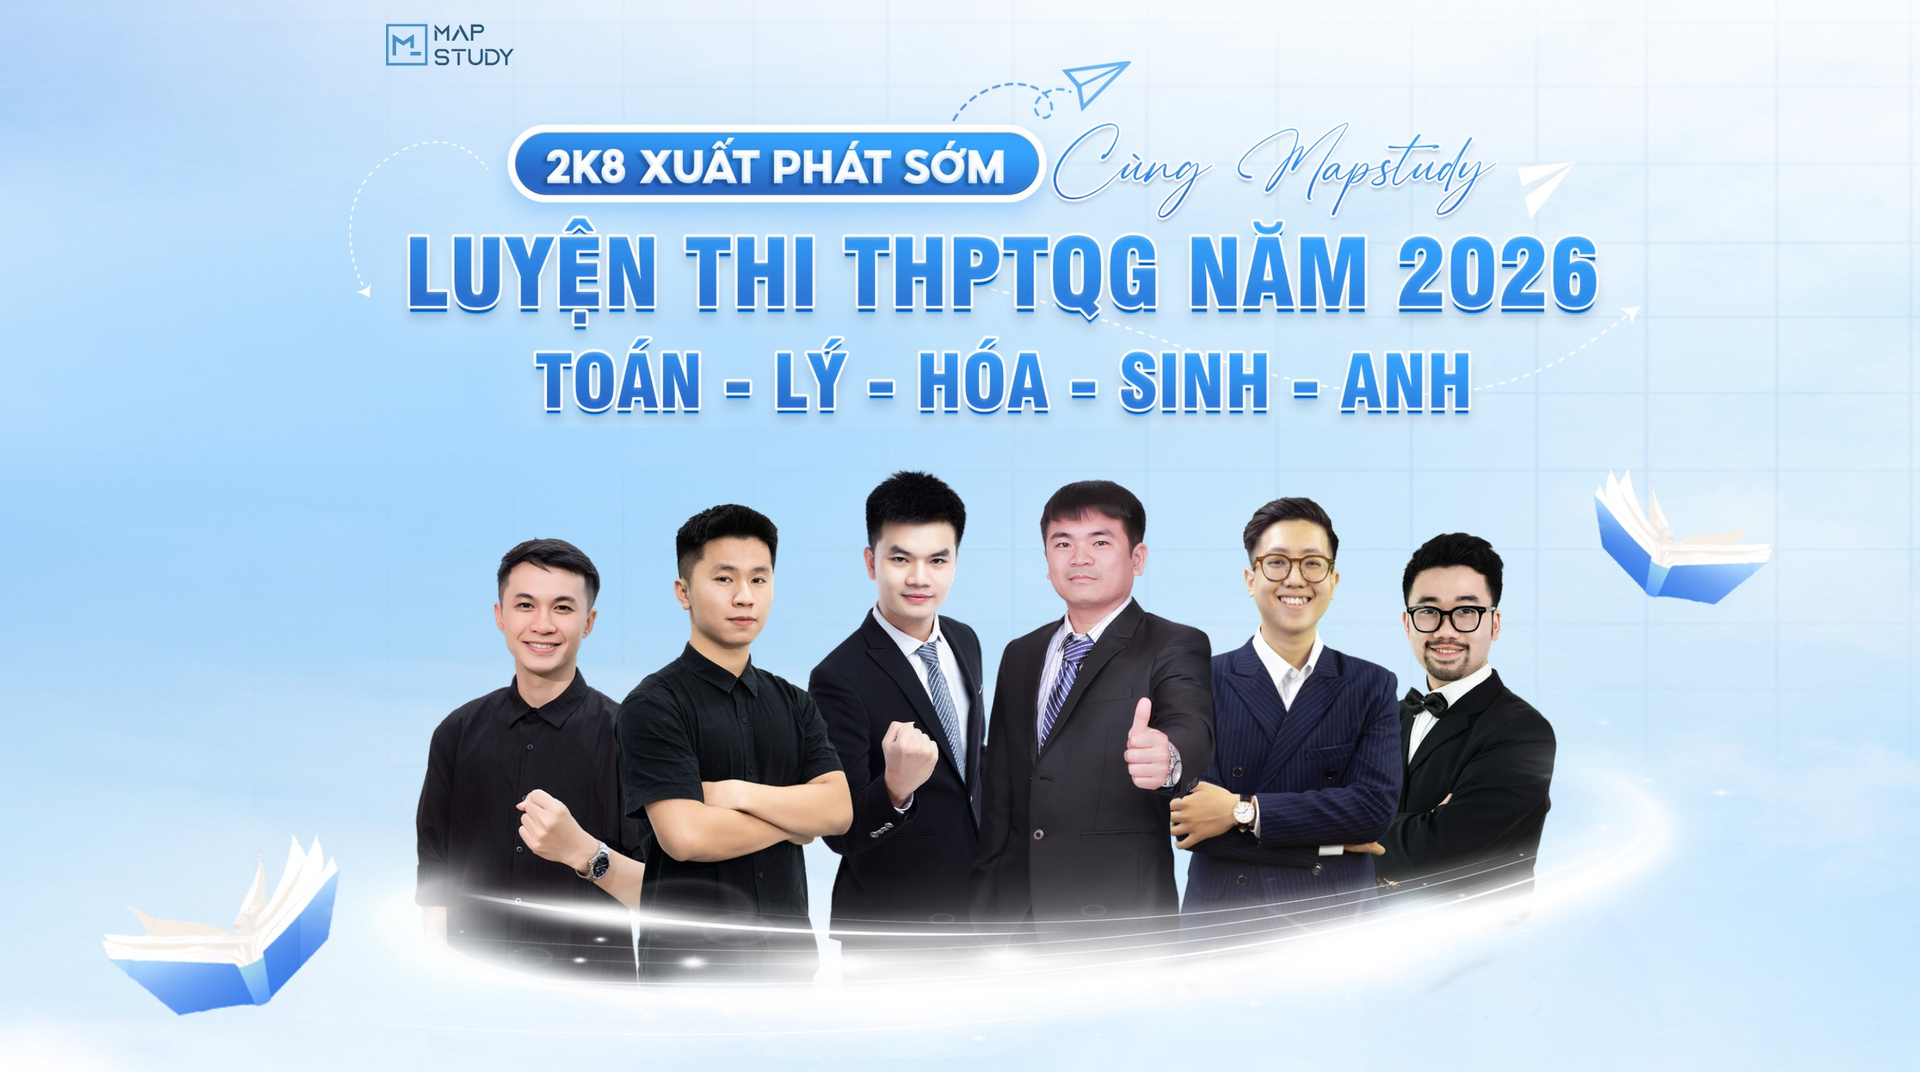 MAP
STUDY
2K8 XUẤT PHÁT SỚM Cùng Mapstudy
LUYỆN THI THPTQG NĂM 2026
TOÁN - LÝ - HÓA - SINH - ANH